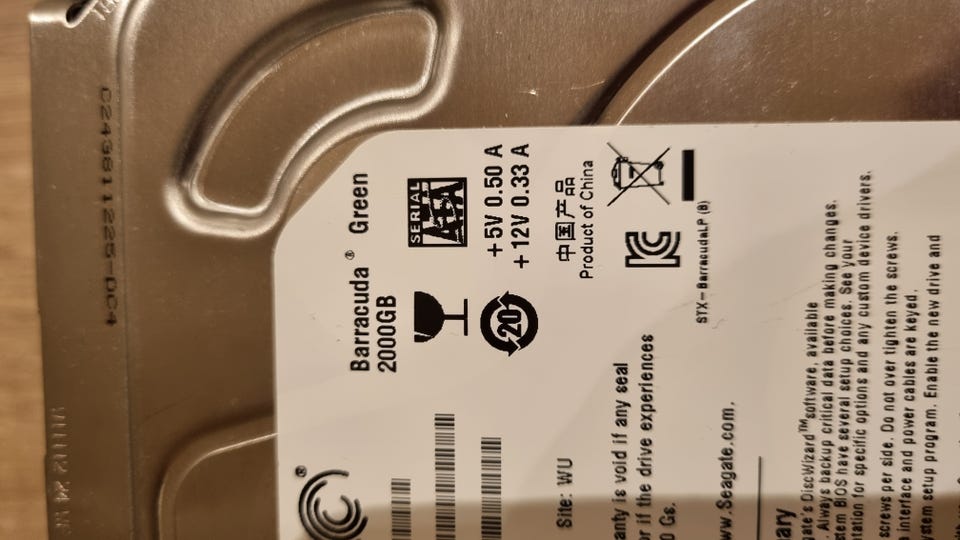 C243811225-DC4
Barracuda® Green
2000GB
SERIAL
ATA
+5V 0.50 A
+12V 0.33 A
20
中国产品
Product of China
Site: WU
STX-BarracudaLP (B)
anty is void if any seal
or if the drive experiences
0 Gs.
ww.Seagate.com.
ary
gate's DiscWizard™software, available
. Always backup critical data before making changes.
stem BIOS have several setup choices. See your
ntation for specific options and any custom device drivers.
screws per side. Do not over tighten the screws.
a interface and power cables are keyed.
ystem setup program. Enable the new drive and